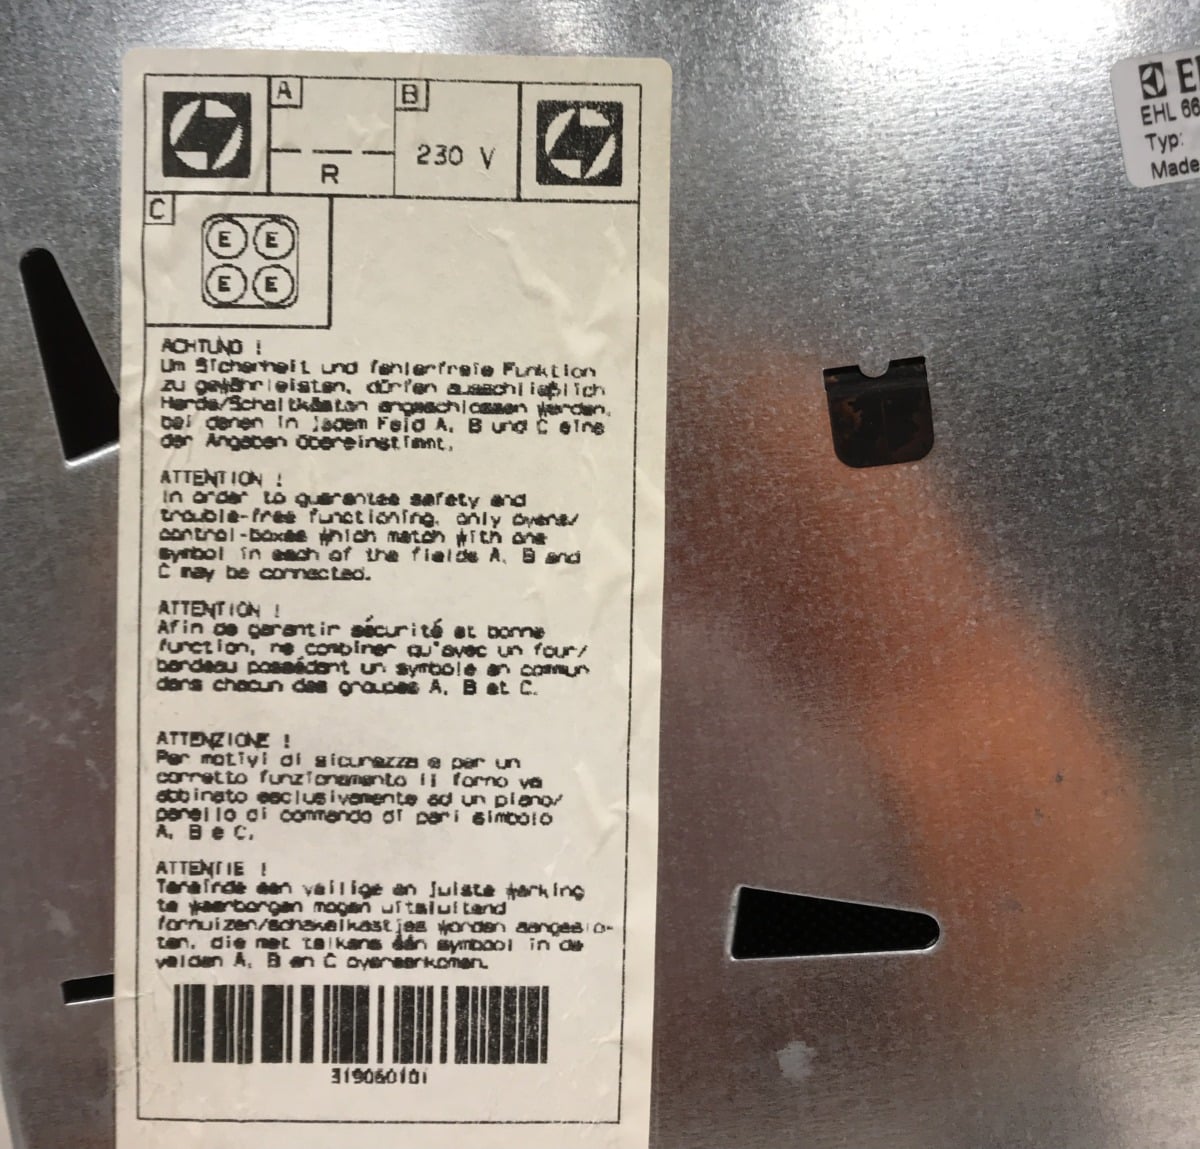 A
B
230 V
R
C
E E
E E
ACHTUNG !
Um Sicherheit und fehlerfreie Funktion
zu gewährleisten, dürfen ausschließlich
Herde/Schaltkästen angeschlossen werden,
bei denen in jedem Feld A, B und C eine
der Angaben übereinstimmt.
ATTENTION !
In order to guarantee safety and
trouble-free functioning, only ovens/
control-boxes which match with one
symbol in each of the fields A, B and
C may be connected.
ATTENTION !
Afin de garantir sécurité et bonne
function, ne combiner qu'avec un four/
bandeau possédant un symbole en commun
dans chacun des groupes A, B et C.
ATTENZIONE !
Per motivi di sicurezza e per un
corretto funzionamento il forno va
abbinato esclusivamente ad un piano/
panello di commando di pari simbolo
A, B e C.
ATTENTIE !
Teneinde een veilige en juiste werking
te waarborgen mogen uitsluitend
fornuizen/schakelkastjes worden aangeslo-
ten, die met telkens één symbool in de
velden A, B en C overeenkomen.
319060101
EHL 66
Typ:
Made